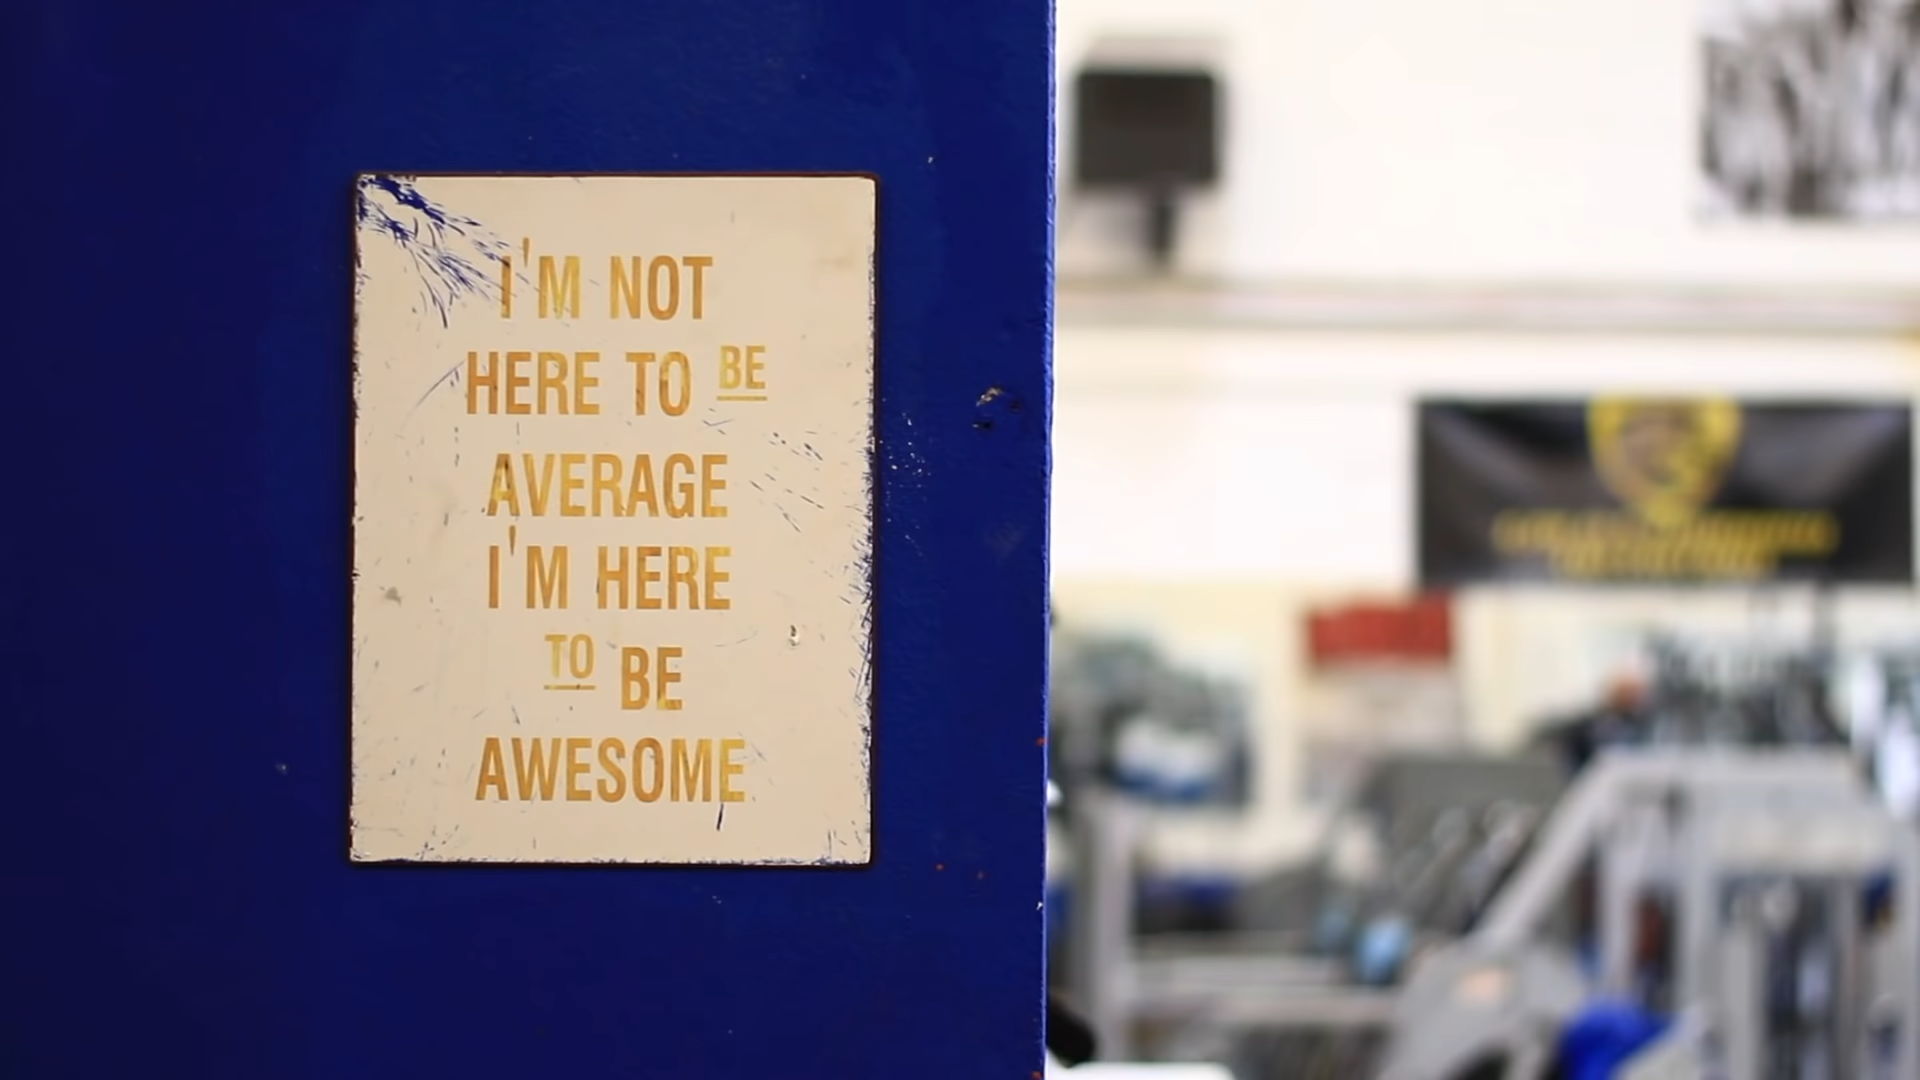 I'M NOT
HERE TO BE
AVERAGE
I'M HERE
TO BE
AWESOME